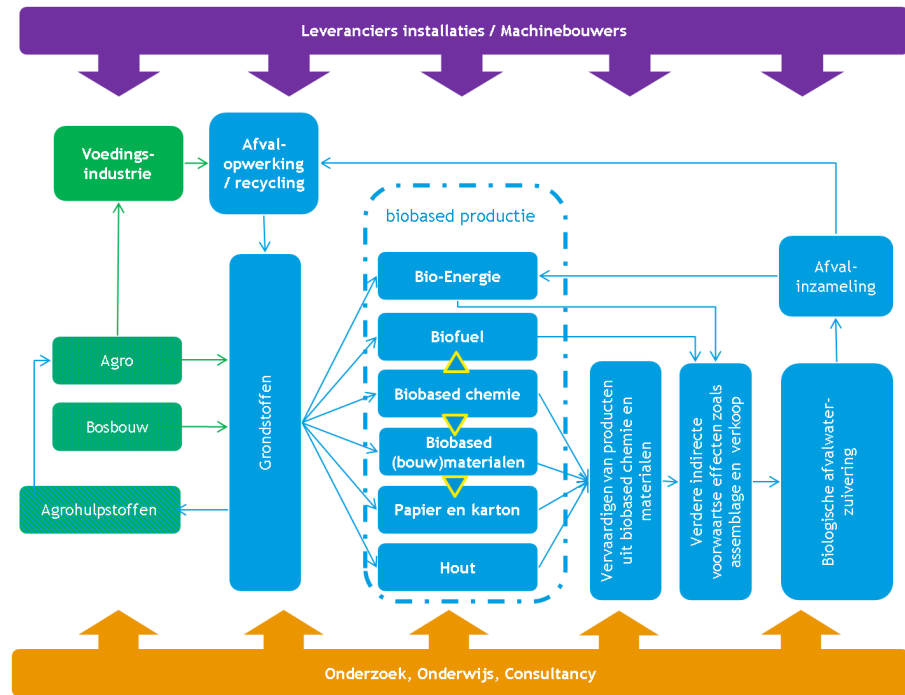 Leveranciers installaties / Machinebouwers
Voedings-
industrie
Afval-
opwerking
/ recycling
biobased productie
Bio-Energie
Afval-
inzameling
Biofuel
Agro
Biobased chemie
Bosbouw
Biobased
(bouw)materialen
Agrohulpstoffen
Papier en karton
Hout
Grondstoffen
Vervaardigen van producten
uit biobased chemie en
materialen
Verdere indirecte
voorwaartse effecten zoals
assemblage en verkoop
Biologische afvalwater-
zuivering
Onderzoek, Onderwijs, Consultancy